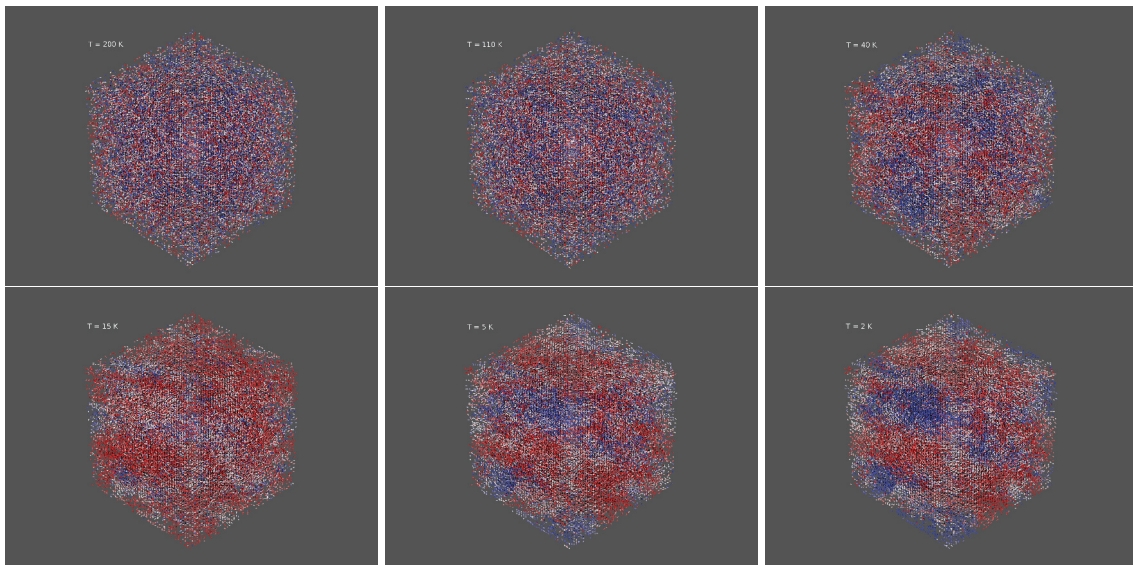 T = 200 K
T = 110 K
T = 40 K
T = 15 K
T = 5 K
T = 2 K